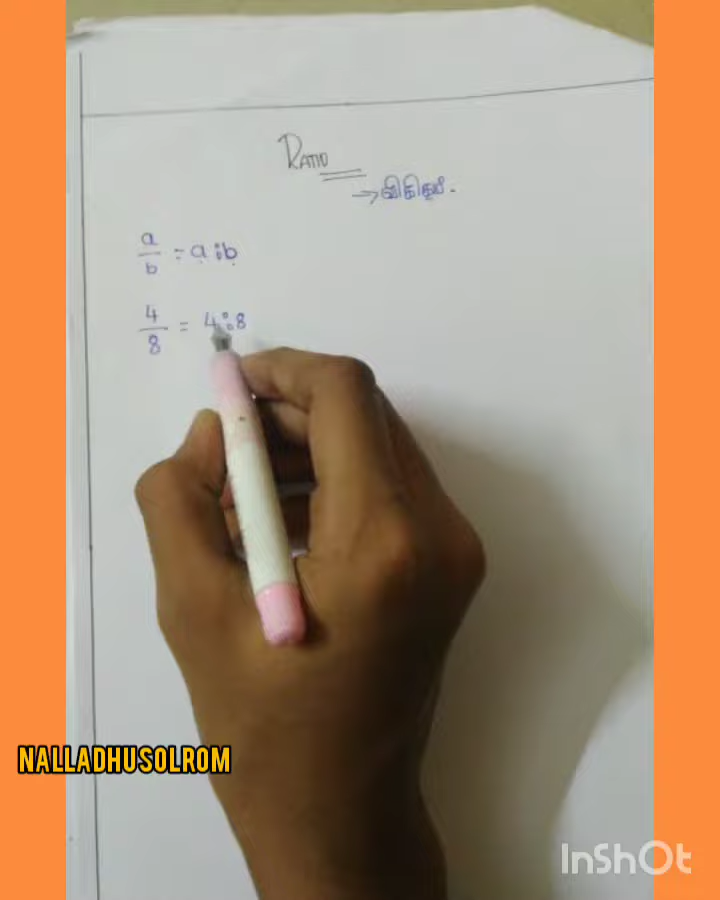 RATIO
→ விகிதம்.
a/b = a:b
4/8 = 4:8
NALLADHUSOLROM
InShOt